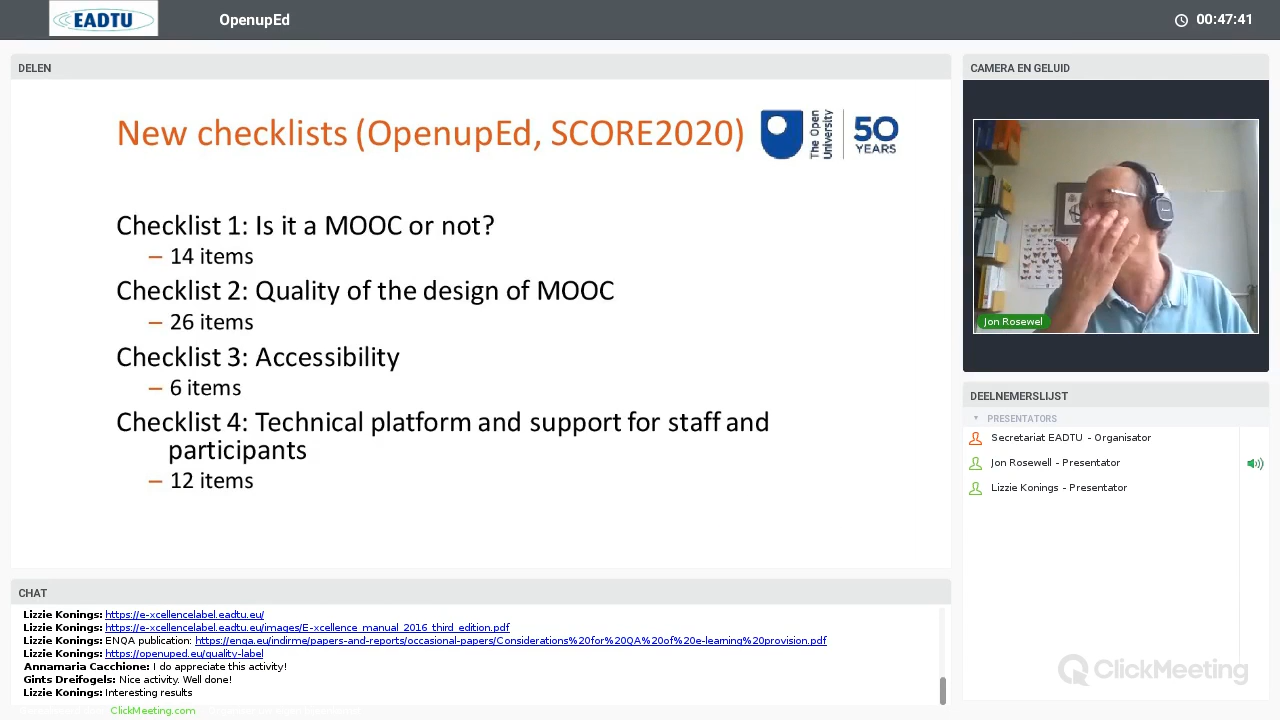 EADTU
OpenupEd
00:47:41
DELEN
New checklists (OpenupEd, SCORE2020)
The Open
University
50
YEARS
Checklist 1: Is it a MOOC or not?
– 14 items
Checklist 2: Quality of the design of MOOC
– 26 items
Checklist 3: Accessibility
– 6 items
Checklist 4: Technical platform and support for staff and
participants
– 12 items
CAMERA EN GELUID
Jon Rosewel
DEELNEMERSLIJST
PRESENTATORS
Secretariat EADTU - Organisator
Jon Rosewell - Presentator
Lizzie Konings - Presentator
CHAT
Lizzie Konings: https://e-xcellencelabel.eadtu.eu/
Lizzie Konings: https://e-xcellencelabel.eadtu.eu/images/E-xcellence_manual_2016_third_edition.pdf
Lizzie Konings: ENQA publication: https://enqa.eu/indirme/papers-and-reports/occasional-papers/Considerations%20for%20QA%20of%20e-learning%20provision.pdf
Lizzie Konings: https://openuped.eu/quality-label
Annamaria Cacchione: I do appreciate this activity!
Gints Dreifogels: Nice activity. Well done!
Lizzie Konings: Interesting results
ClickMeeting
ClickMeeting.com